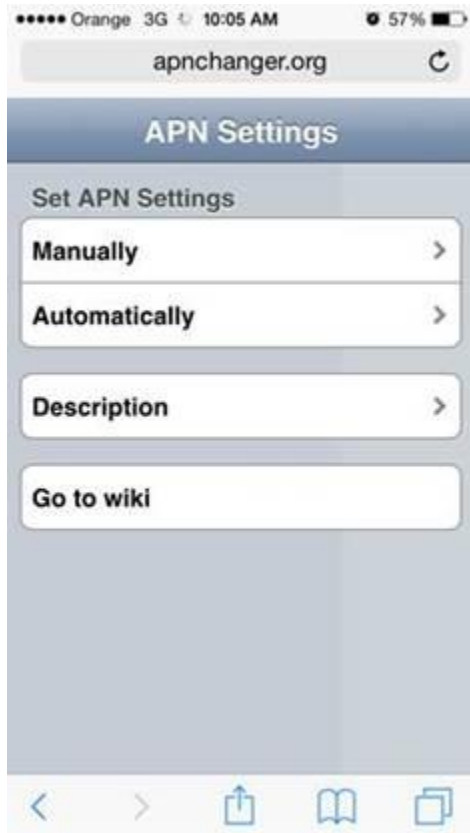 Orange 3G 10:05 AM 57%
apnchanger.org
APN Settings
Set APN Settings
Manually
Automatically
Description
Go to wiki